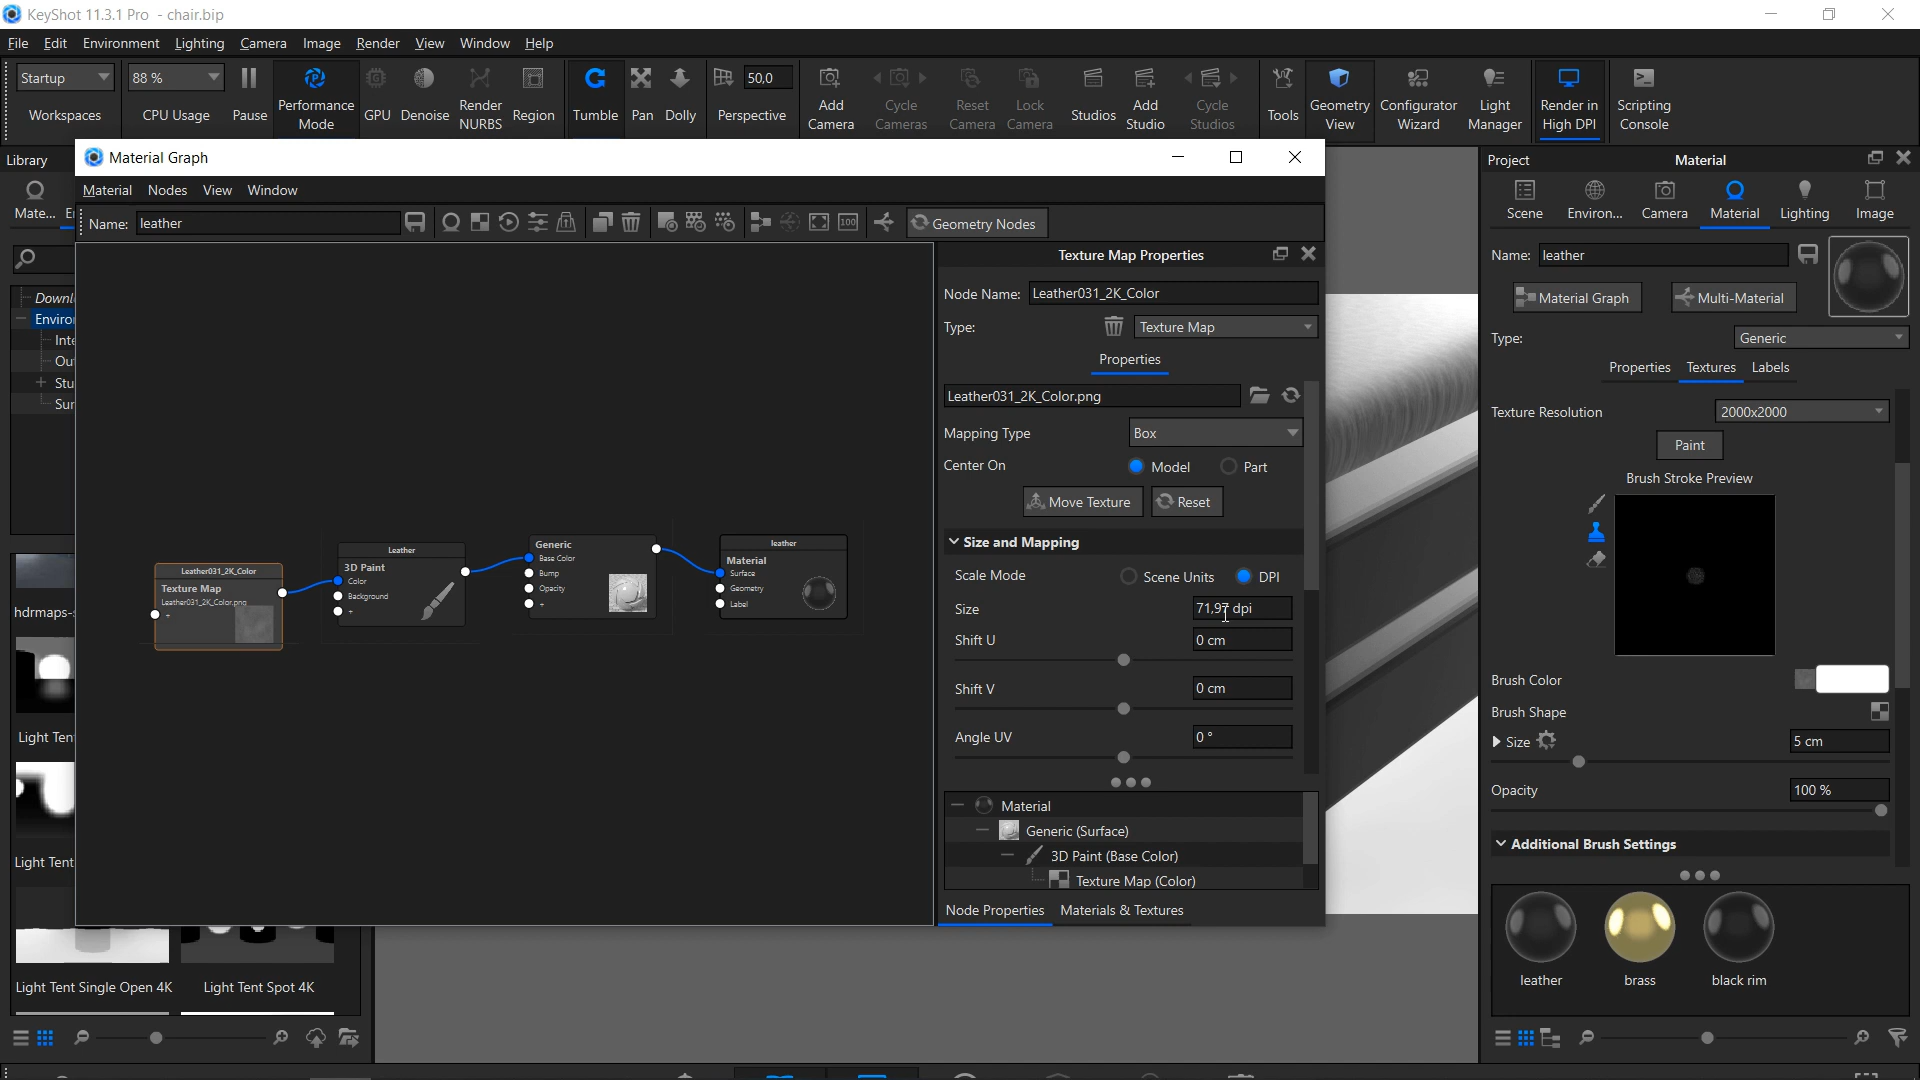 KeyShot 11.3.1 Pro - chair.bip
File Edit Environment Lighting Camera Image Render View Window Help
Startup 88 % 50,0
Workspaces CPU Usage Pause Performance Mode GPU Denoise Render NURBS Region Tumble Pan Dolly Perspective Add Camera Cycle Cameras Reset Camera Lock Camera Studios Add Studio Cycle Studios Tools Geometry View Configurator Wizard Light Manager Render in High DPI Scripting Console
Library
Mate...
Downl
Environ
Inte
Ou
Stu
Sun
hdrmaps-s
Light Tent
Light Tent
Light Tent Single Open 4K Light Tent Spot 4K
Material Graph
Material Nodes View Window
Name: leather 100 Geometry Nodes
Leather031_2K_Color
Texture Map
Leather031_2K_Color.png
+
Leather
3D Paint
Color
Background
+
Generic
Base Color
Bump
Opacity
+
leather
Material
Surface
Geometry
Label
Texture Map Properties
Node Name: Leather031_2K_Color
Type: Texture Map
Properties
Leather031_2K_Color.png
Mapping Type Box
Center On Model Part
Move Texture Reset
Size and Mapping
Scale Mode Scene Units DPI
Size 71,97 dpi
Shift U 0 cm
Shift V 0 cm
Angle UV 0 °
Material
Generic (Surface)
3D Paint (Base Color)
Texture Map (Color)
Node Properties Materials & Textures
Project Material
Scene Environ... Camera Material Lighting Image
Name: leather
Material Graph Multi-Material
Type: Generic
Properties Textures Labels
Texture Resolution 2000x2000
Paint
Brush Stroke Preview
Brush Color
Brush Shape
Size 5 cm
Opacity 100 %
Additional Brush Settings
leather brass black rim